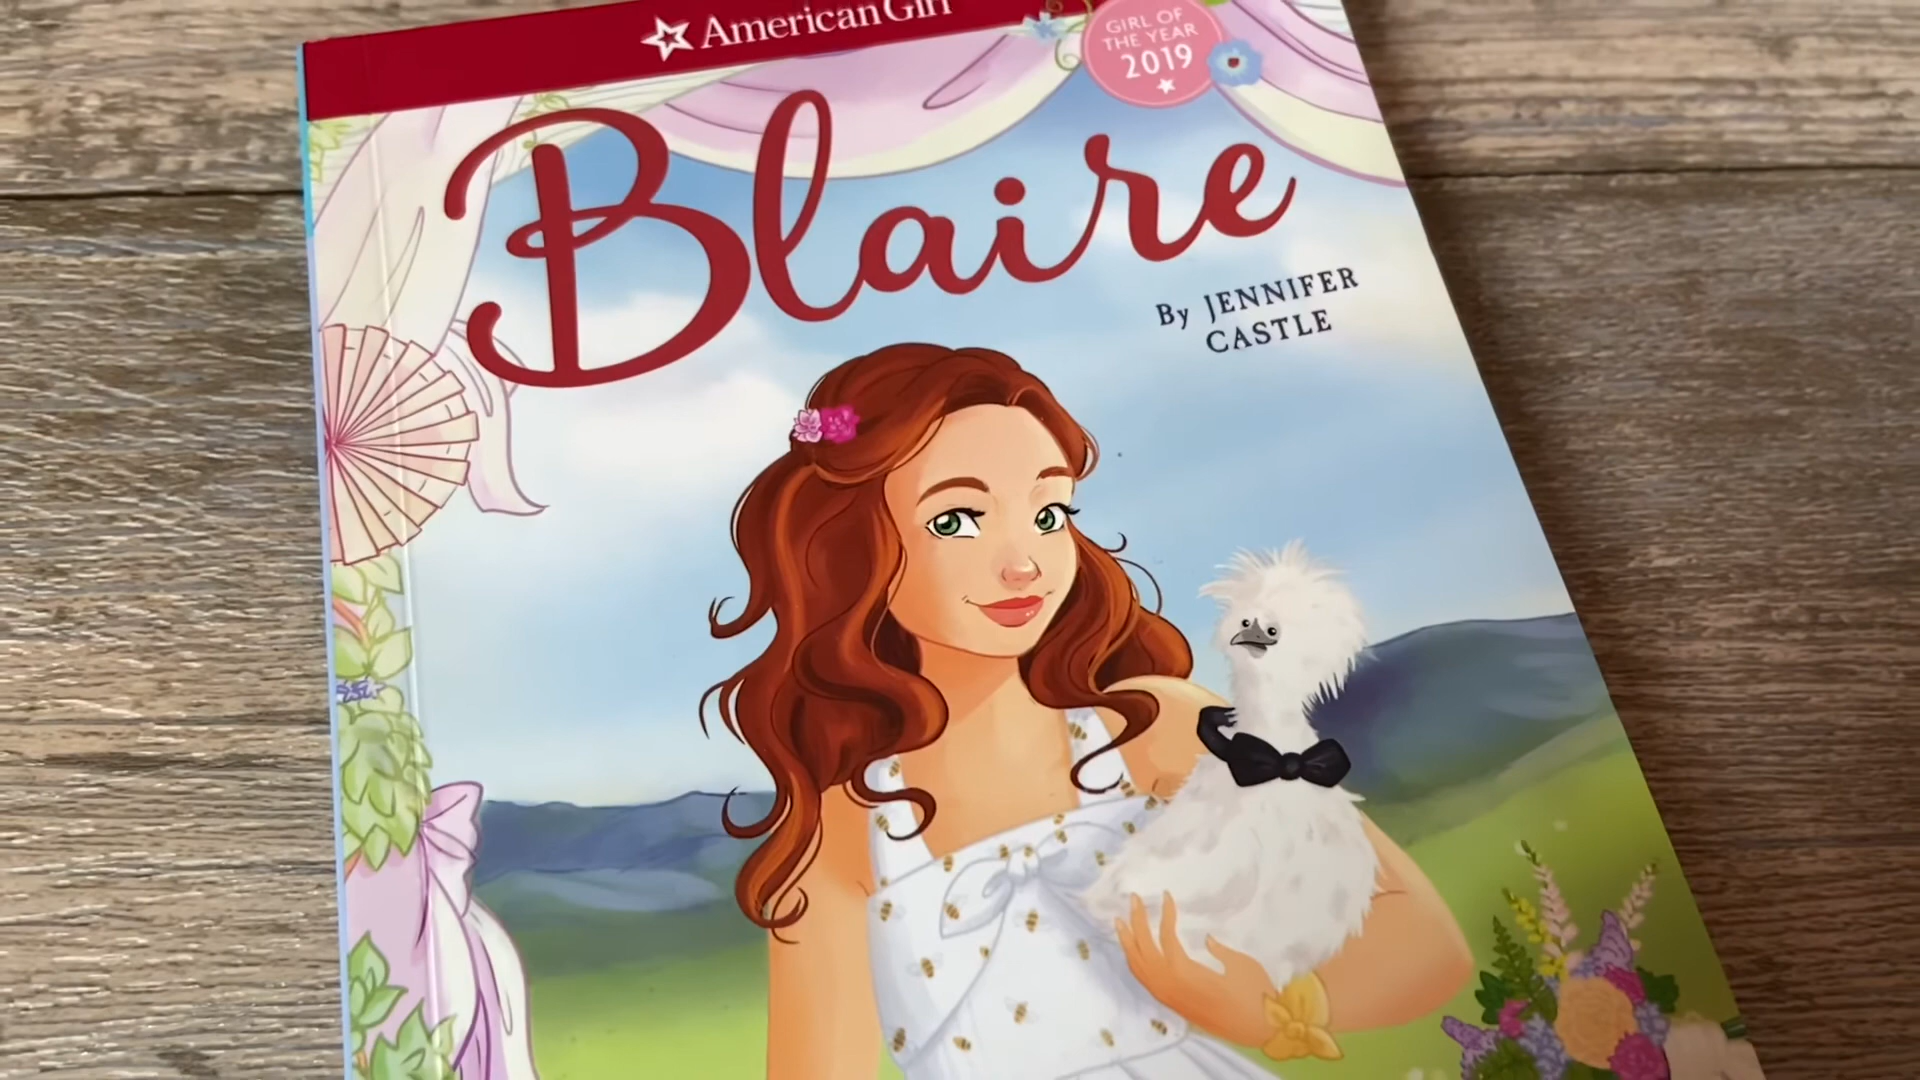 American Girl
GIRL OF
THE YEAR
2019
Blaire
By JENNIFER
CASTLE